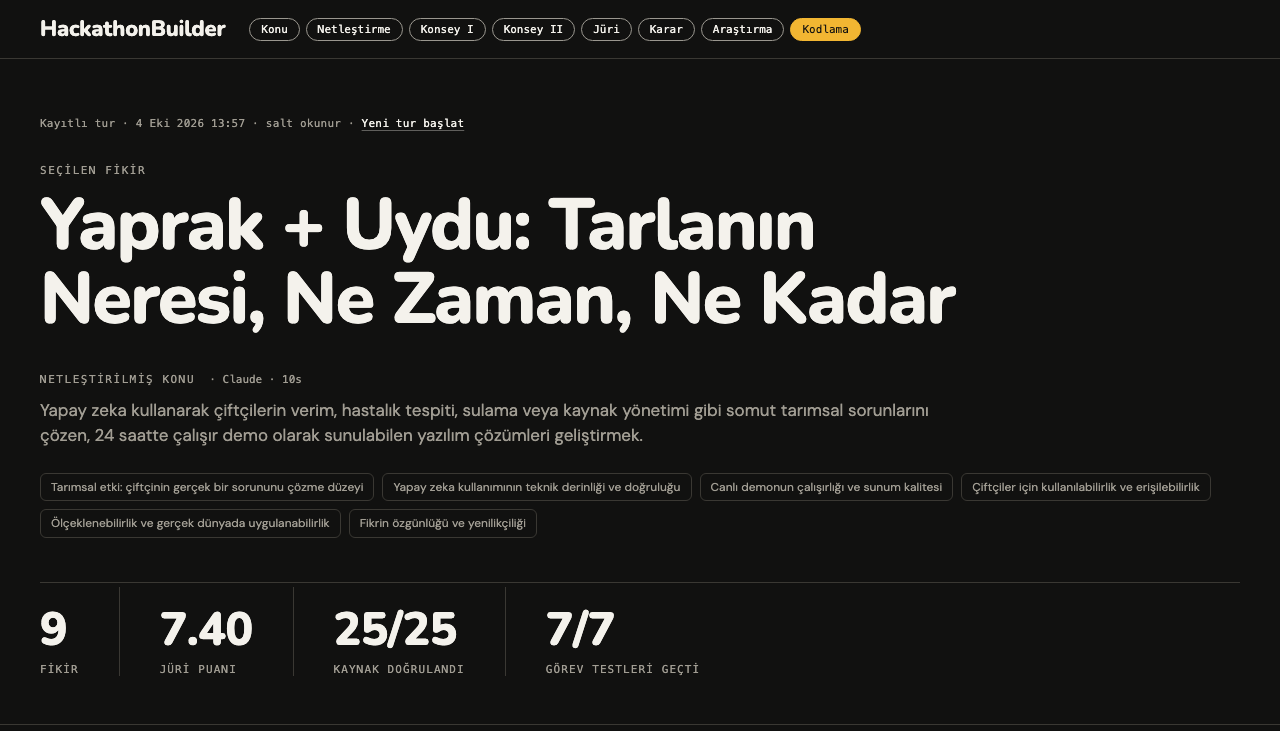 HackathonBuilder
Konu
Netleştirme
Konsey I
Konsey II
Jüri
Karar
Araştırma
Kodlama
Kayıtlı tur · 4 Eki 2026 13:57 · salt okunur · Yeni tur başlat
SEÇİLEN FİKİR
Yaprak + Uydu: Tarlanın
Neresi, Ne Zaman, Ne Kadar
NETLEŞTİRİLMİŞ KONU · Claude · 10s
Yapay zeka kullanarak çiftçilerin verim, hastalık tespiti, sulama veya kaynak yönetimi gibi somut tarımsal sorunlarını
çözen, 24 saatte çalışır demo olarak sunulabilen yazılım çözümleri geliştirmek.
Tarımsal etki: çiftçinin gerçek bir sorununu çözme düzeyi
Yapay zeka kullanımının teknik derinliği ve doğruluğu
Canlı demonun çalışırlığı ve sunum kalitesi
Çiftçiler için kullanılabilirlik ve erişilebilirlik
Ölçeklenebilirlik ve gerçek dünyada uygulanabilirlik
Fikrin özgünlüğü ve yenilikçiliği
9
FİKİR
7.40
JÜRİ PUANI
25/25
KAYNAK DOĞRULANDI
7/7
GÖREV TESTLERİ GEÇTİ